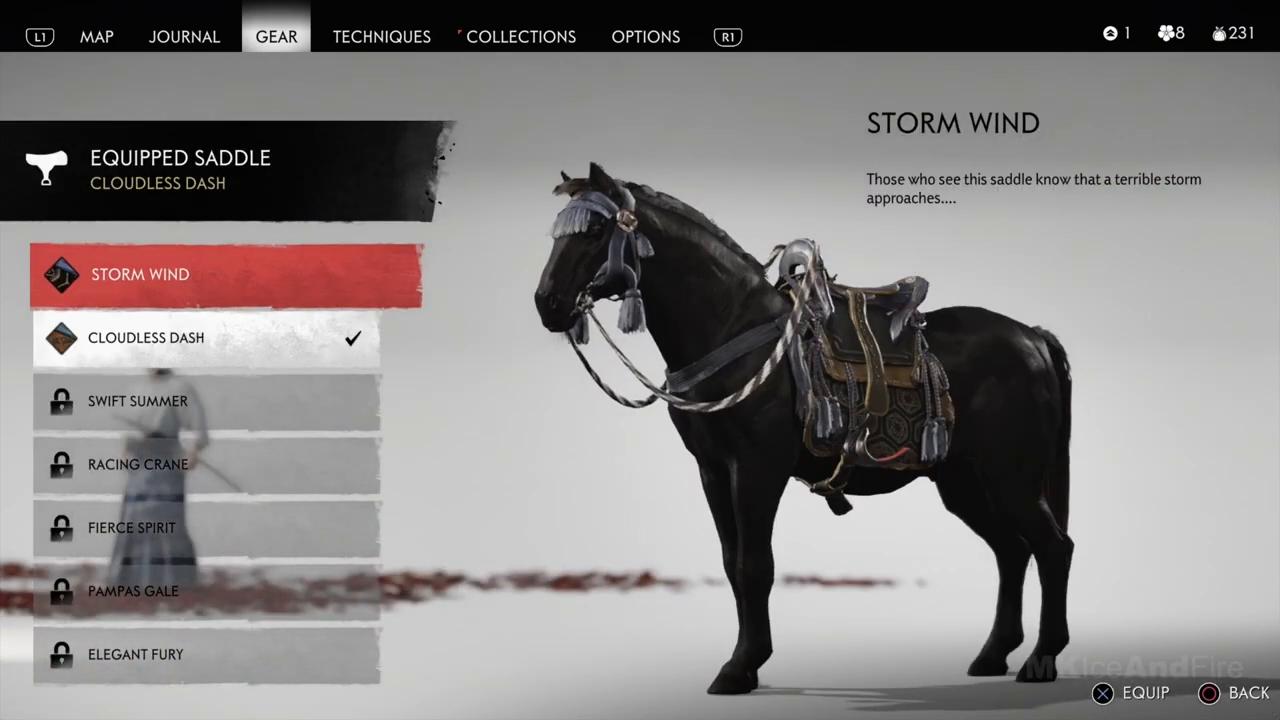 L1 MAP JOURNAL GEAR TECHNIQUES COLLECTIONS OPTIONS R1 1 8 231
EQUIPPED SADDLE
CLOUDLESS DASH
STORM WIND
CLOUDLESS DASH
SWIFT SUMMER
RACING CRANE
FIERCE SPIRIT
PAMPAS GALE
ELEGANT FURY
STORM WIND
Those who see this saddle know that a terrible storm
approaches....
MKIceAndFire
EQUIP BACK